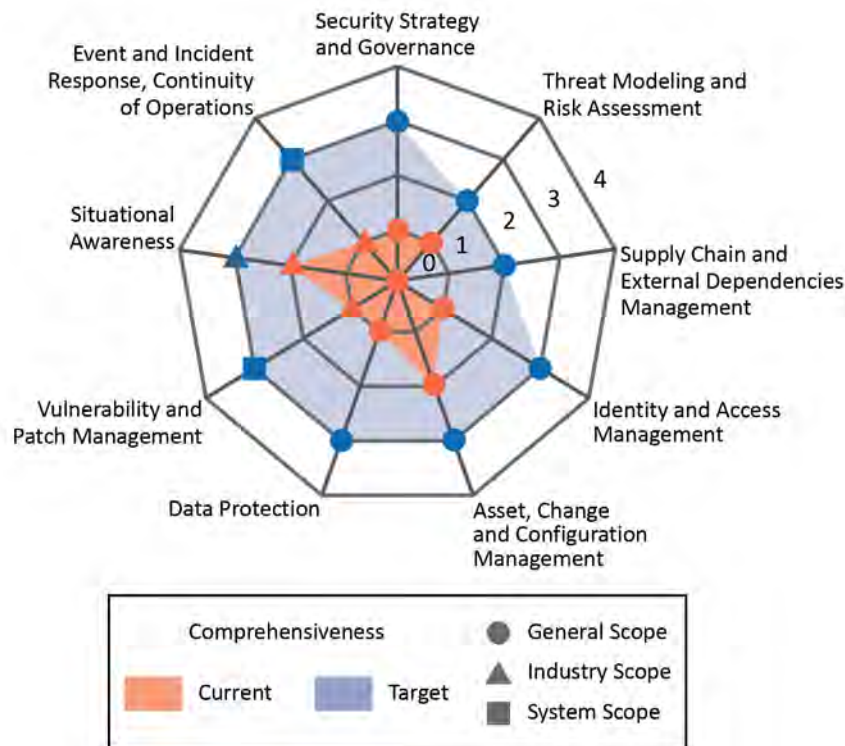 Security Strategy
and Governance
Event and Incident
Response, Continuity
of Operations
Threat Modeling and
Risk Assessment
4
3
2
1
0
Situational
Awareness
Supply Chain and
External Dependencies
Management
Vulnerability and
Patch Management
Identity and Access
Management
Data Protection
Asset, Change
and Configuration
Management
Comprehensiveness
Current
Target
General Scope
Industry Scope
System Scope